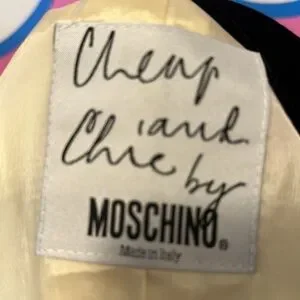 Cheap
and
Chic
by
MOSCHINO®
Made in Italy